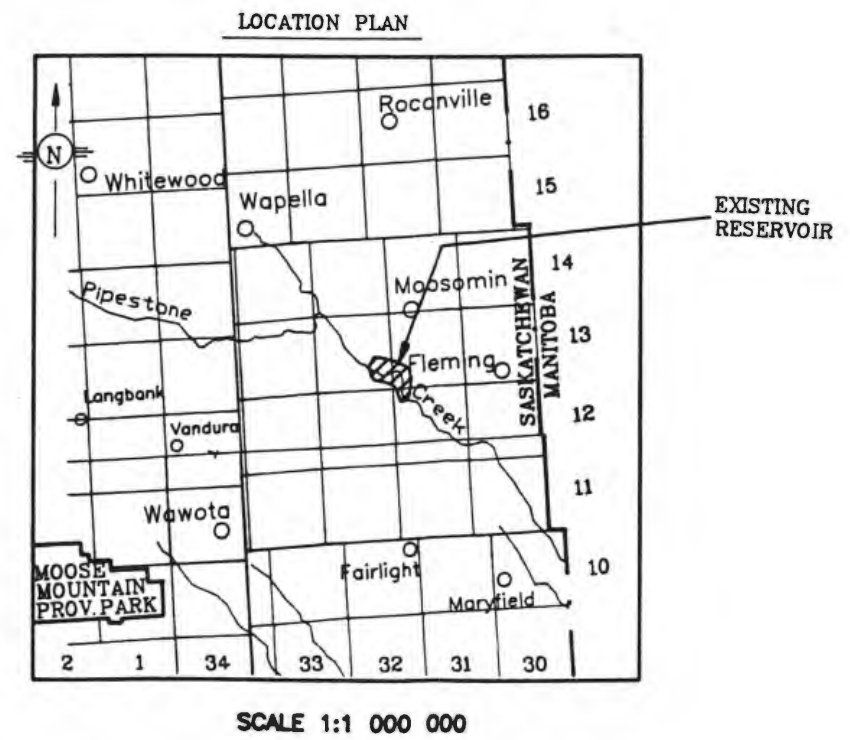 LOCATION PLAN
Rocanville
16
N
Whitewood
15
Wapella
EXISTING
RESERVOIR
14
Moosomin
SASKATCHEWAN
MANITOBA
Pipestone
13
Fleming
Creek
Langbank
12
Vandura
11
Wawota
10
Fairlight
MOOSE
MOUNTAIN
PROV. PARK
Maryfield
2 1 34 33 32 31 30
SCALE 1:1 000 000